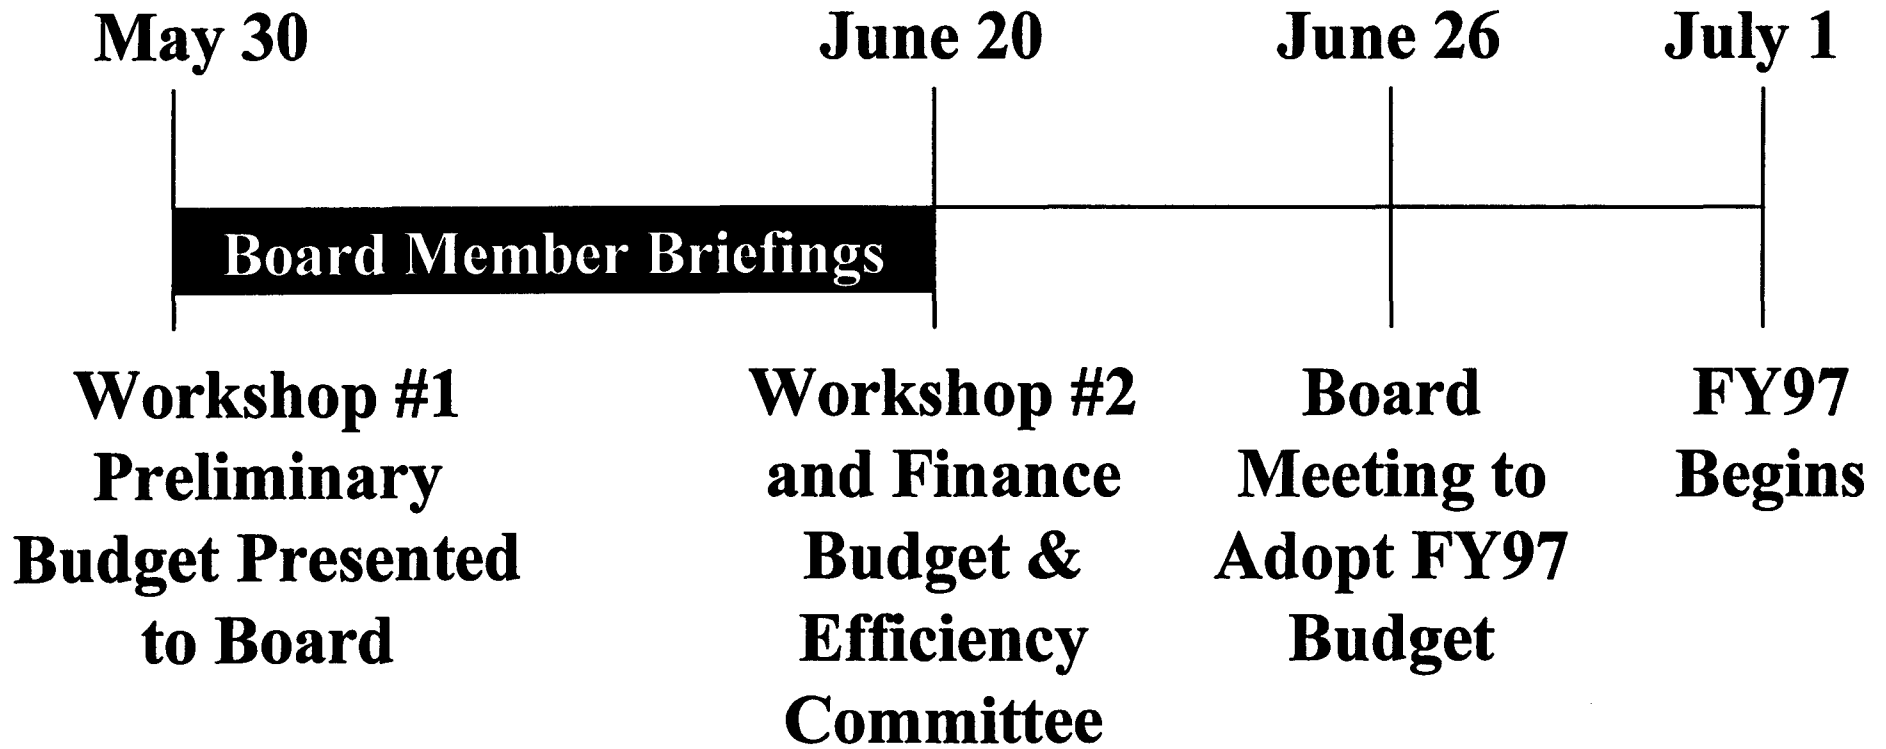 May 30
June 20
June 26
July 1
Board Member Briefings
Workshop #1
Preliminary
Budget Presented
to Board
Workshop #2
and Finance
Budget &
Efficiency
Committee
Board
Meeting to
Adopt FY97
Budget
FY97
Begins